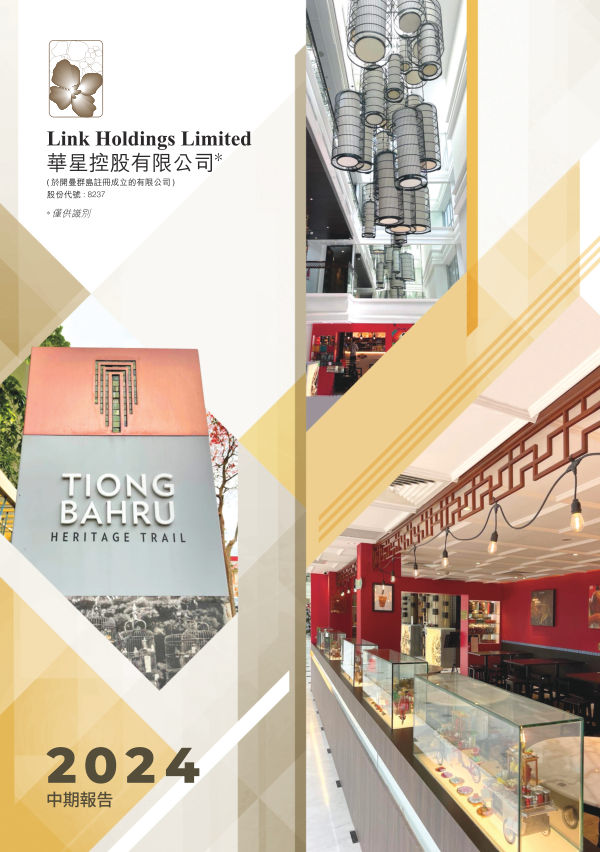 Link Holdings Limited
華星控股有限公司*
(於開曼群島註冊成立的有限公司)
股份代號 : 8237
* 僅供識別
TIONG
BAHRU
HERITAGE TRAIL
2024
中期報告